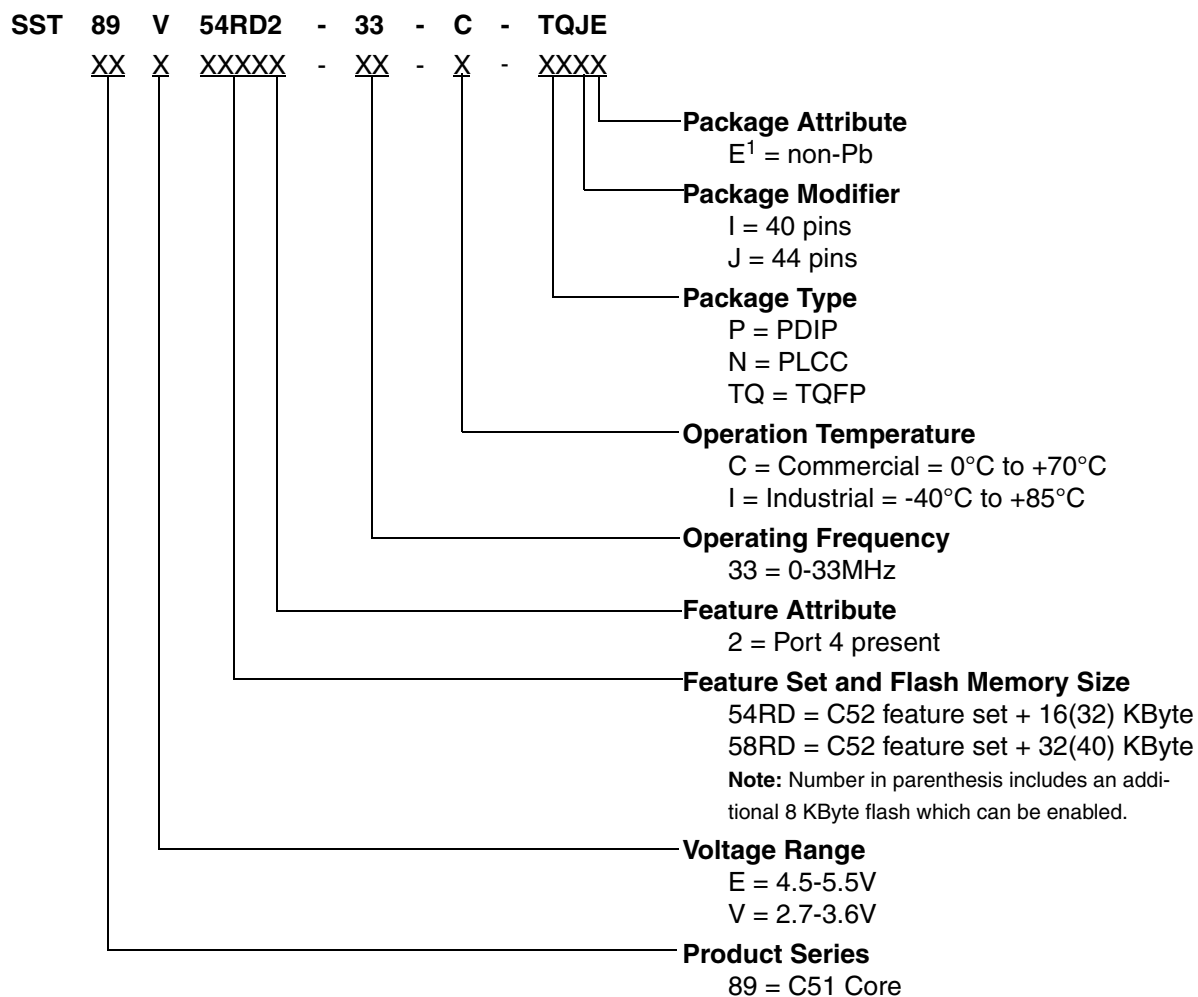 SST 89 V 54RD2 - 33 - C - TQJE
XX X XXXXX - XX - X - XXXX
Package Attribute
E1 = non-Pb
Package Modifier
I = 40 pins
J = 44 pins
Package Type
P = PDIP
N = PLCC
TQ = TQFP
Operation Temperature
C = Commercial = 0°C to +70°C
I = Industrial = -40°C to +85°C
Operating Frequency
33 = 0-33MHz
Feature Attribute
2 = Port 4 present
Feature Set and Flash Memory Size
54RD = C52 feature set + 16(32) KByte
58RD = C52 feature set + 32(40) KByte
Note: Number in parenthesis includes an addi-
tional 8 KByte flash which can be enabled.
Voltage Range
E = 4.5-5.5V
V = 2.7-3.6V
Product Series
89 = C51 Core